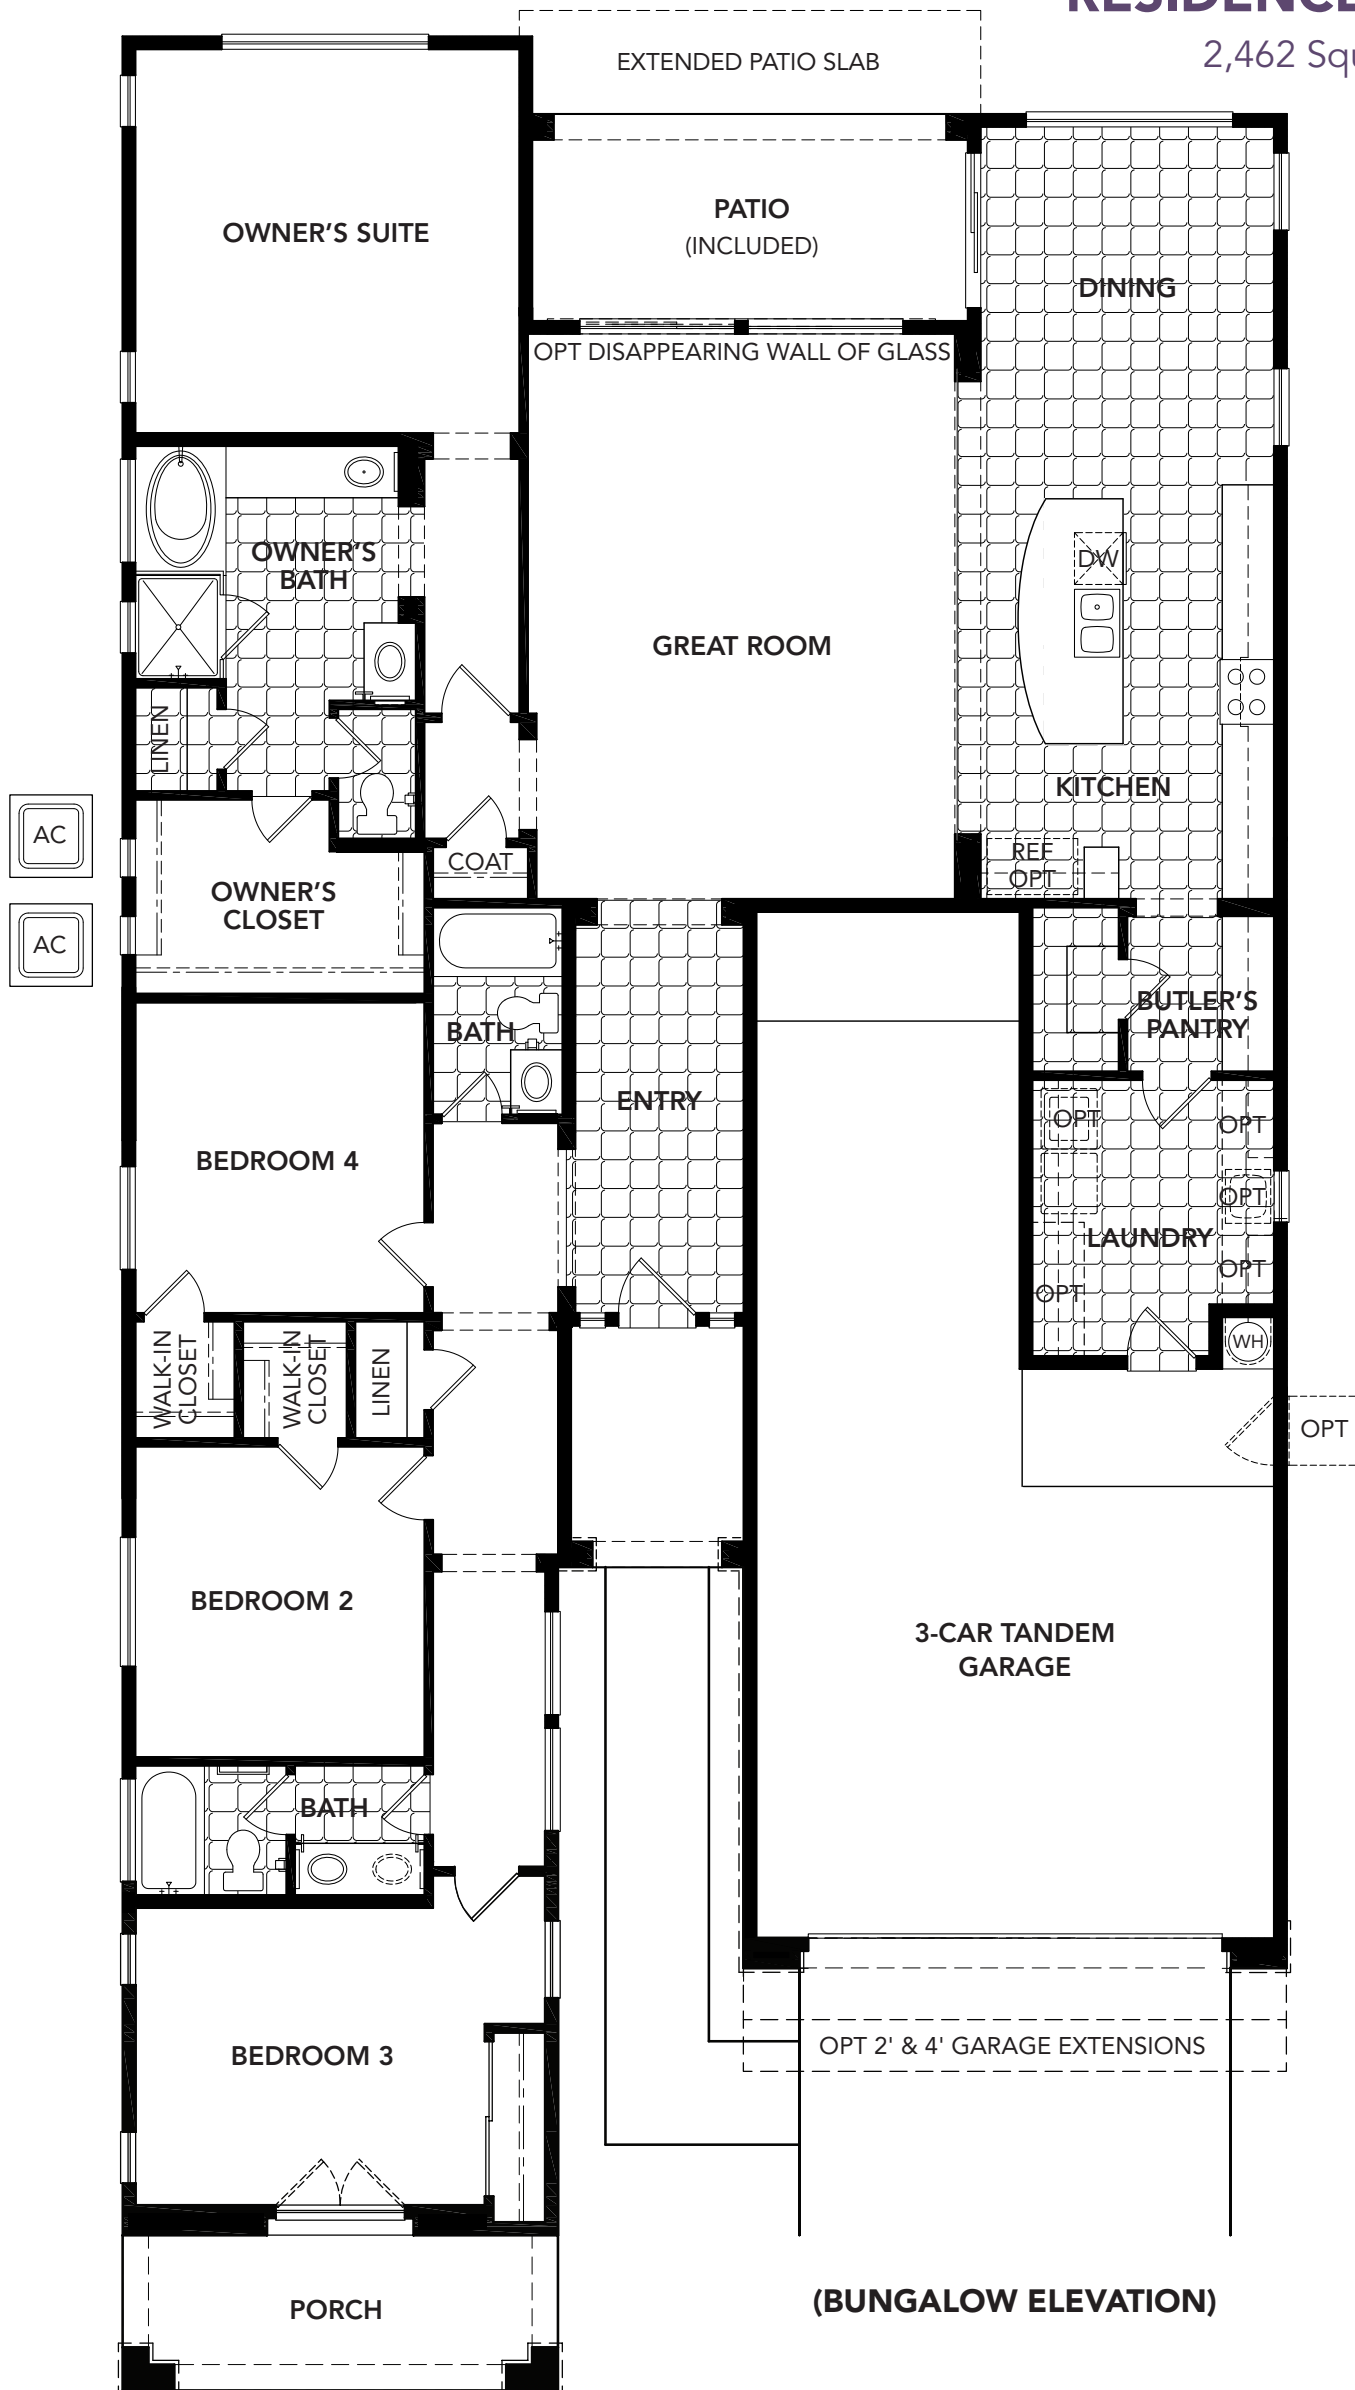 RESIDENCE
2,462 Squ
EXTENDED PATIO SLAB
OWNER'S SUITE
PATIO
(INCLUDED)
DINING
OPT DISAPPEARING WALL OF GLASS
OWNER'S
BATH
DW
GREAT ROOM
LINEN
KITCHEN
AC
COAT
REF
OPT
OWNER'S
CLOSET
AC
BUTLER'S
PANTRY
BATH
ENTRY
OPT
OPT
BEDROOM 4
OPT
LAUNDRY
OPT
OPT
WALK-IN
CLOSET
WALK-IN
CLOSET
LINEN
WH
OPT
BEDROOM 2
3-CAR TANDEM
GARAGE
BATH
OPT 2' & 4' GARAGE EXTENSIONS
BEDROOM 3
(BUNGALOW ELEVATION)
PORCH